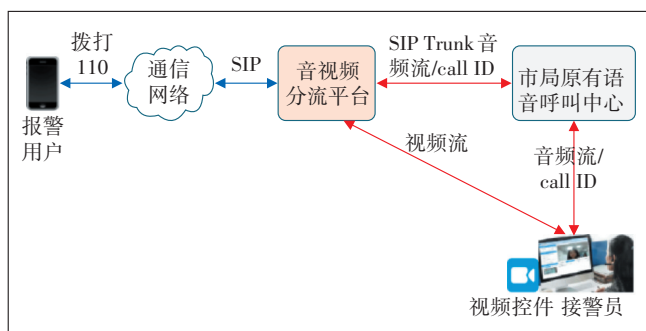 拨打
110
报警
用户
通信
网络
SIP
音视频
分流平台
SIP Trunk 音
频流/call ID
市局原有语
音呼叫中心
视频流
音频流/
call ID
视频控件 接警员